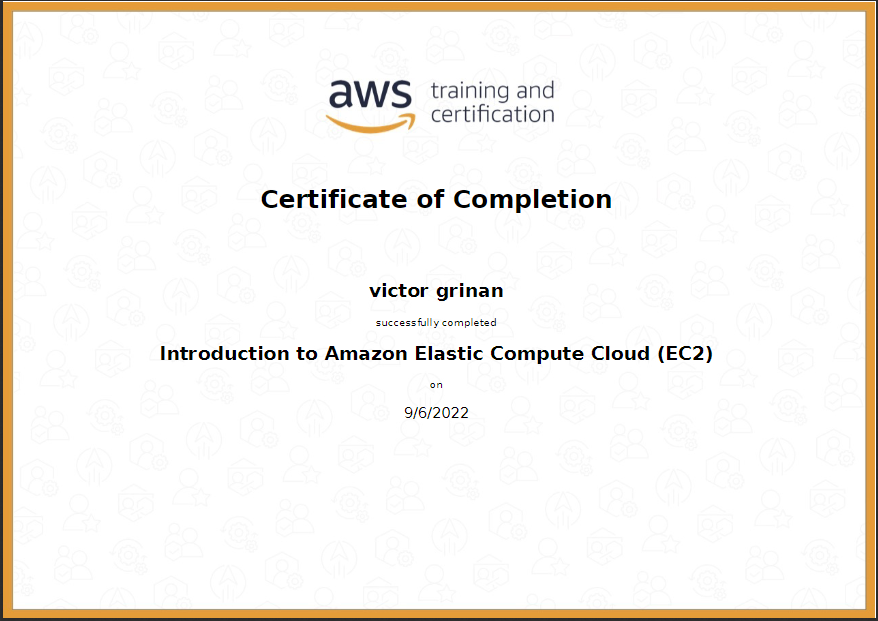 aws training and
certification
Certificate of Completion
victor grinan
successfully completed
Introduction to Amazon Elastic Compute Cloud (EC2)
on
9/6/2022